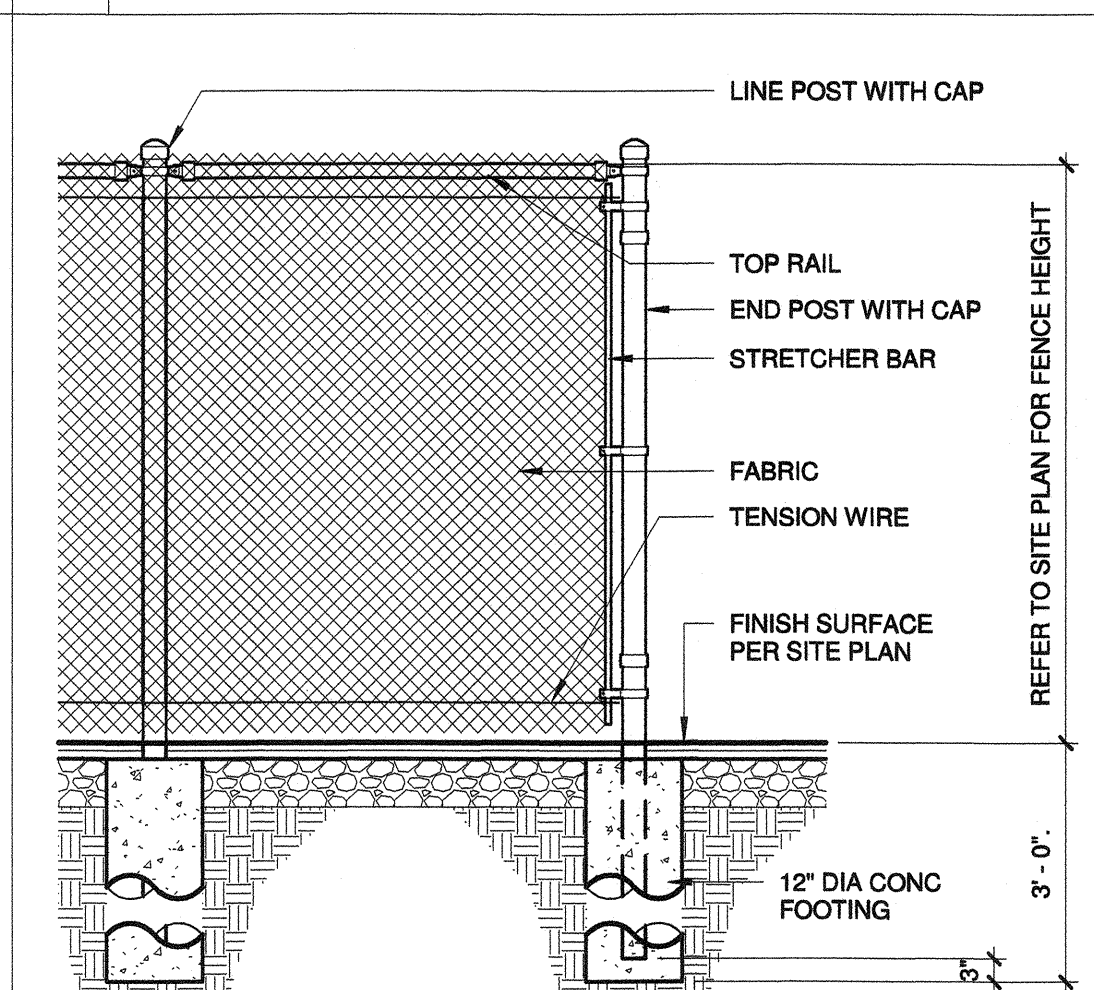 LINE POST WITH CAP
TOP RAIL
END POST WITH CAP
STRETCHER BAR
FABRIC
TENSION WIRE
FINISH SURFACE
PER SITE PLAN
REFER TO SITE PLAN FOR FENCE HEIGHT
12" DIA CONC
FOOTING
3' - 0".
3"